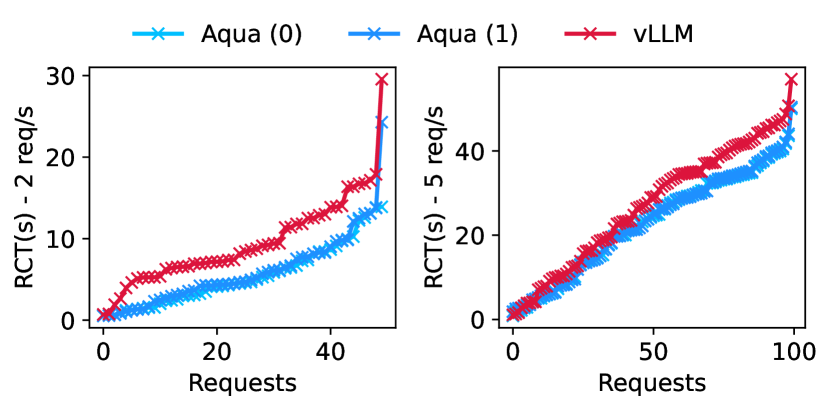 Aqua (0) Aqua (1) vLLM
RCT(s) - 2 req/s
30
20
10
0
0 20 40
Requests
RCT(s) - 5 req/s
40
20
0
0 50 100
Requests